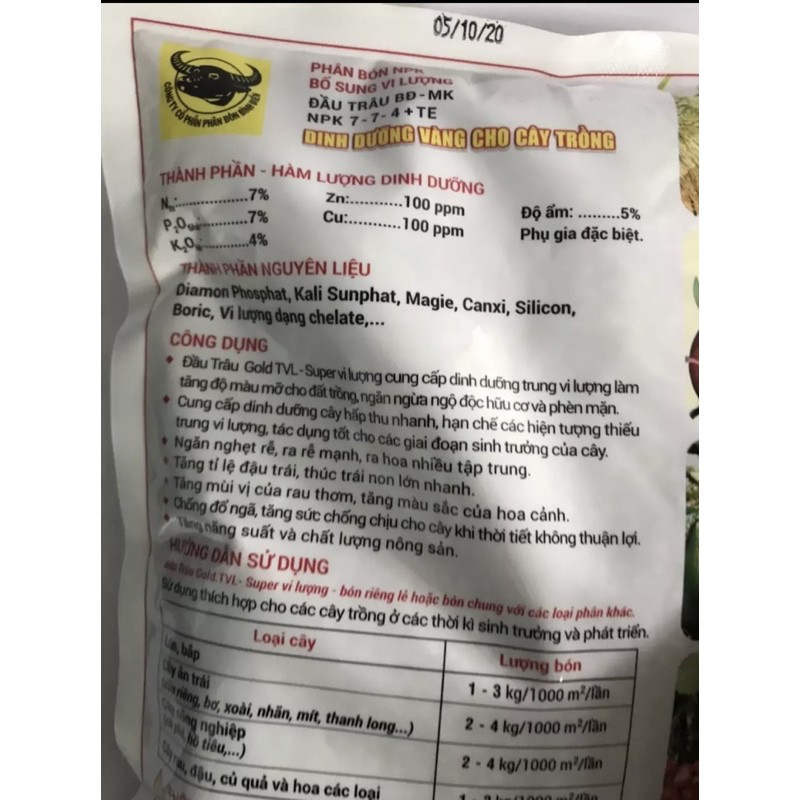 05/10/20
CÔNG TY CỔ PHẦN PHÂN BÓN
PHÂN BÓN NPK
BỔ SUNG VI LƯỢNG
ĐẦU TRÂU BĐ-MK
NPK 7-7-4+TE
DINH DƯỠNG VÀNG CHO CÂY TRỒNG
THÀNH PHẦN - HÀM LƯỢNG DINH DƯỠNG
N:.................7% Zn:...........100 ppm Độ ẩm: .........5%
P2O:............7% Cu:...........100 ppm Phụ gia đặc biệt.
K2O:............4%
THÀNH PHẦN NGUYÊN LIỆU
Diamon Phosphat, Kali Sunphat, Magie, Canxi, Silicon,
Boric, Vi lượng dạng chelate,...
CÔNG DỤNG
♦ Đầu Trâu Gold TVL-Super vi lượng cung cấp dinh dưỡng trung vi lượng làm
tăng độ màu mỡ cho đất trồng, ngăn ngừa ngộ độc hữu cơ và phèn mặn.
♦ Cung cấp dinh dưỡng cây hấp thu nhanh, hạn chế các hiện tượng thiếu
trung vi lượng, tác dụng tốt cho các giai đoạn sinh trưởng của cây.
♦ Ngăn nghẹt rễ, ra rễ mạnh, ra hoa nhiều tập trung.
♦ Tăng tỉ lệ đậu trái, thúc trái non lớn nhanh.
♦ Tăng mùi vị của rau thơm, tăng màu sắc của hoa cảnh.
♦ Chống đổ ngã, tăng sức chống chịu cho cây khi thời tiết không thuận lợi.
♦ Tăng năng suất và chất lượng nông sản.
HƯỚNG DẪN SỬ DỤNG
Đầu Trâu Gold.TVL- Super vi lượng - bón riêng lẻ hoặc bón chung với các loại phân khác.
Sử dụng thích hợp cho các cây trồng ở các thời kì sinh trưởng và phát triển.
Loại cây Lượng bón
bắp 1 - 3 kg/1000 m²/lần
Cây ăn trái
riêng, bơ, xoài, nhãn, mít, thanh long...) 2 - 4 kg/1000 m²/lần
nghiệp
hồ tiêu,...) 2 - 4 kg/1000 m²/lần
đậu, củ quả và hoa các loại